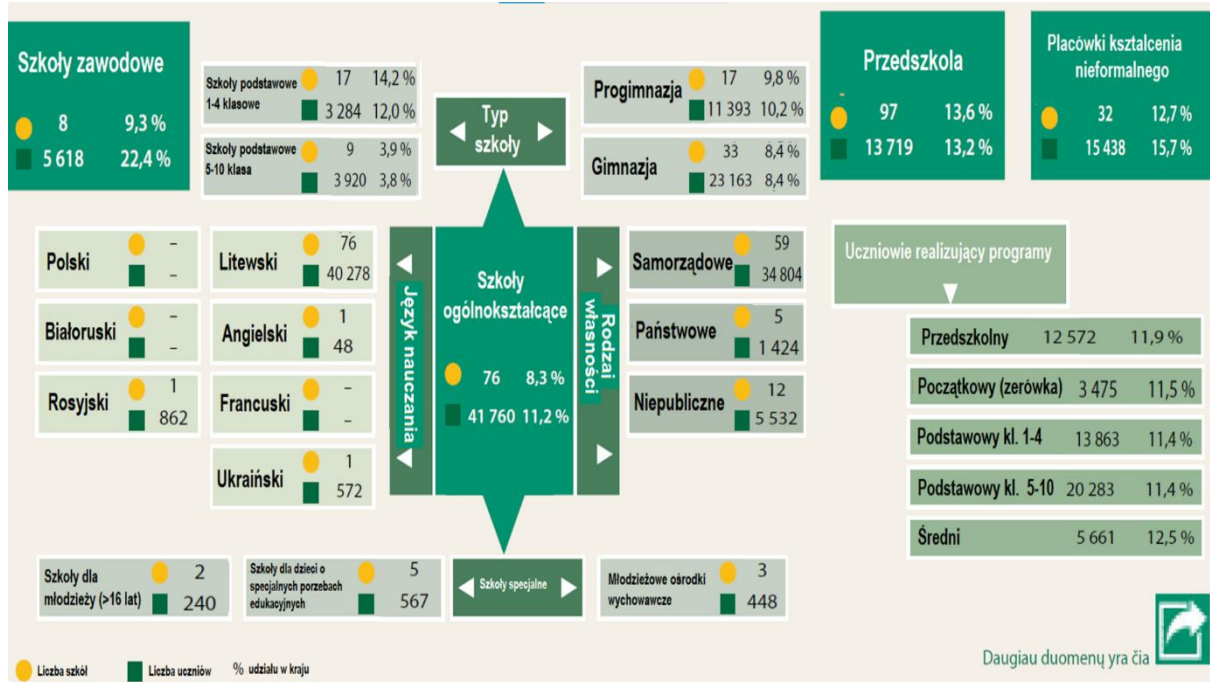 Szkoły zawodowe
8 9,3 %
5 618 22,4 %
Szkoły podstawowe
1-4 klasowe
17 14,2 %
3 284 12,0 %
Szkoły podstawowe
5-10 klasa
9 3,9 %
3 920 3,8 %
Typ
szkoły
Progimnazja
17 9,8 %
11 393 10,2 %
Gimnazja
33 8,4 %
23 163 8,4 %
Przedszkola
97 13,6 %
13 719 13,2 %
Placówki ksztalcenia
nieformalnego
32 12,7%
15 438 15,7 %
Polski
–
–
Białoruski
–
–
Rosyjski
1
862
Litewski
76
40 278
Angielski
1
48
Francuski
–
–
Ukraiński
1
572
Język nauczania
Szkoły
ogólnokształcące
76 8,3 %
41 760 11,2 %
Rodzai
własności
Samorządowe
59
34 804
Państwowe
5
1 424
Niepubliczne
12
5 532
Uczniowie realizujący programy
Przedszkolny 12 572 11,9 %
Początkowy (zerówka) 3 475 11,5 %
Podstawowy kl. 1-4 13 863 11,4 %
Podstawowy kl. 5-10 20 283 11,4 %
Średni 5 661 12,5 %
Szkoły dla
młodzieży (>16 lat)
2
240
Szkoły dla dzieci o
specjalnych porzebach
edukacyjnych
5
567
Szkoły specjalne
Młodzieżowe ośrodki
wychowawcze
3
448
Daugiau duomenų yra čia
Liczba szkół Liczba uczniów % udziału w kraju